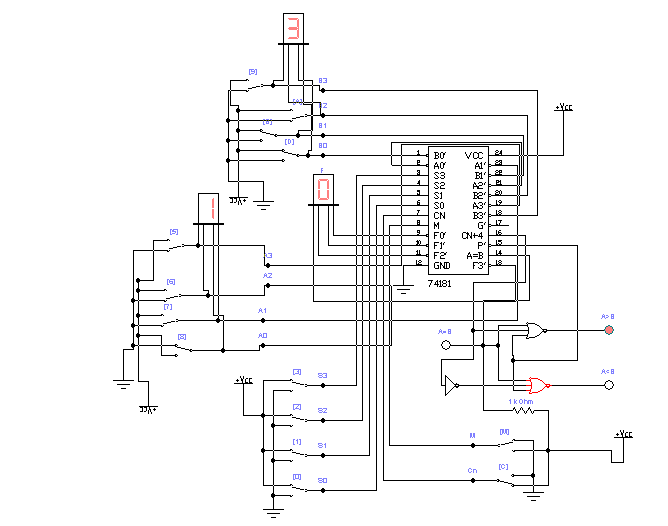 3
[9]
B3
[A]
B2
[B]
B1
[D]
B0
+Vcc
+Vcc
1
F
0
1 B0' VCC 24
2 A0' A1' 23
3 S3 B1' 22
4 S2 A2' 21
5 S1 B2' 20
6 S0 A3' 19
7 CN B3' 18
8 M G' 17
9 F0' CN+4 16
10 F1' P' 15
11 F2' A=B 14
12 GND F3' 13
74181
[5]
A3
[6]
A2
[7]
A1
[8]
A0
+Vcc
A=B
A>B
A<B
1 kOhm
+Vcc
[3]
S3
[2]
S2
[1]
S1
[0]
S0
M
[M]
+Vcc
Cn
[C]